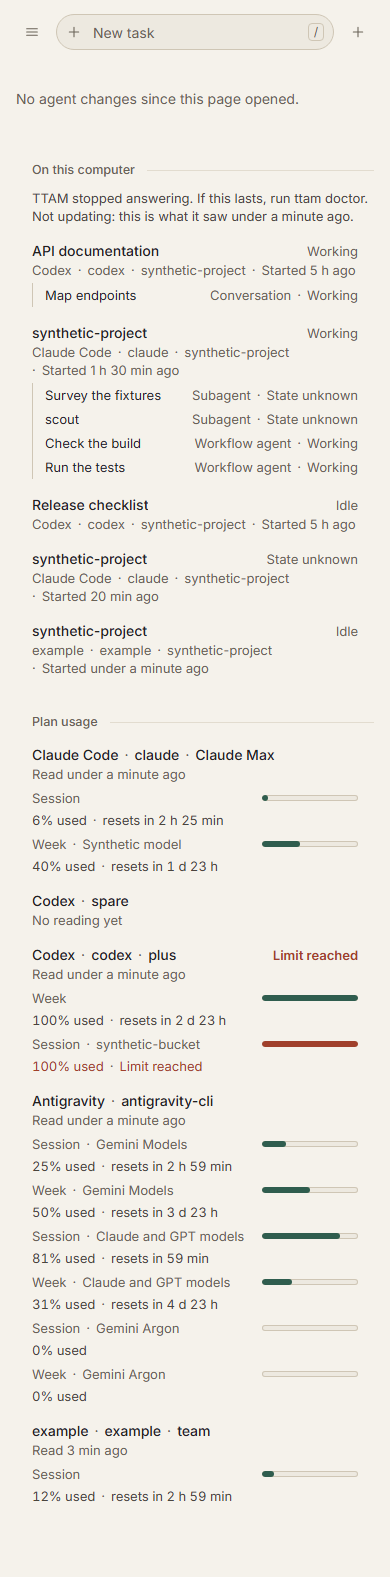 New task
/
No agent changes since this page opened.
On this computer
TTAM stopped answering. If this lasts, run ttam doctor.
Not updating: this is what it saw under a minute ago.
API documentation Working
Codex · codex · synthetic-project · Started 5 h ago
Map endpoints Conversation · Working
synthetic-project Working
Claude Code · claude · synthetic-project
· Started 1 h 30 min ago
Survey the fixtures Subagent · State unknown
scout Subagent · State unknown
Check the build Workflow agent · Working
Run the tests Workflow agent · Working
Release checklist Idle
Codex · codex · synthetic-project · Started 5 h ago
synthetic-project State unknown
Claude Code · claude · synthetic-project
· Started 20 min ago
synthetic-project Idle
example · example · synthetic-project
· Started under a minute ago
Plan usage
Claude Code · claude · Claude Max
Read under a minute ago
Session
6% used · resets in 2 h 25 min
Week · Synthetic model
40% used · resets in 1 d 23 h
Codex · spare
No reading yet
Codex · codex · plus Limit reached
Read under a minute ago
Week
100% used · resets in 2 d 23 h
Session · synthetic-bucket
100% used · Limit reached
Antigravity · antigravity-cli
Read under a minute ago
Session · Gemini Models
25% used · resets in 2 h 59 min
Week · Gemini Models
50% used · resets in 3 d 23 h
Session · Claude and GPT models
81% used · resets in 59 min
Week · Claude and GPT models
31% used · resets in 4 d 23 h
Session · Gemini Argon
0% used
Week · Gemini Argon
0% used
example · example · team
Read 3 min ago
Session
12% used · resets in 2 h 59 min